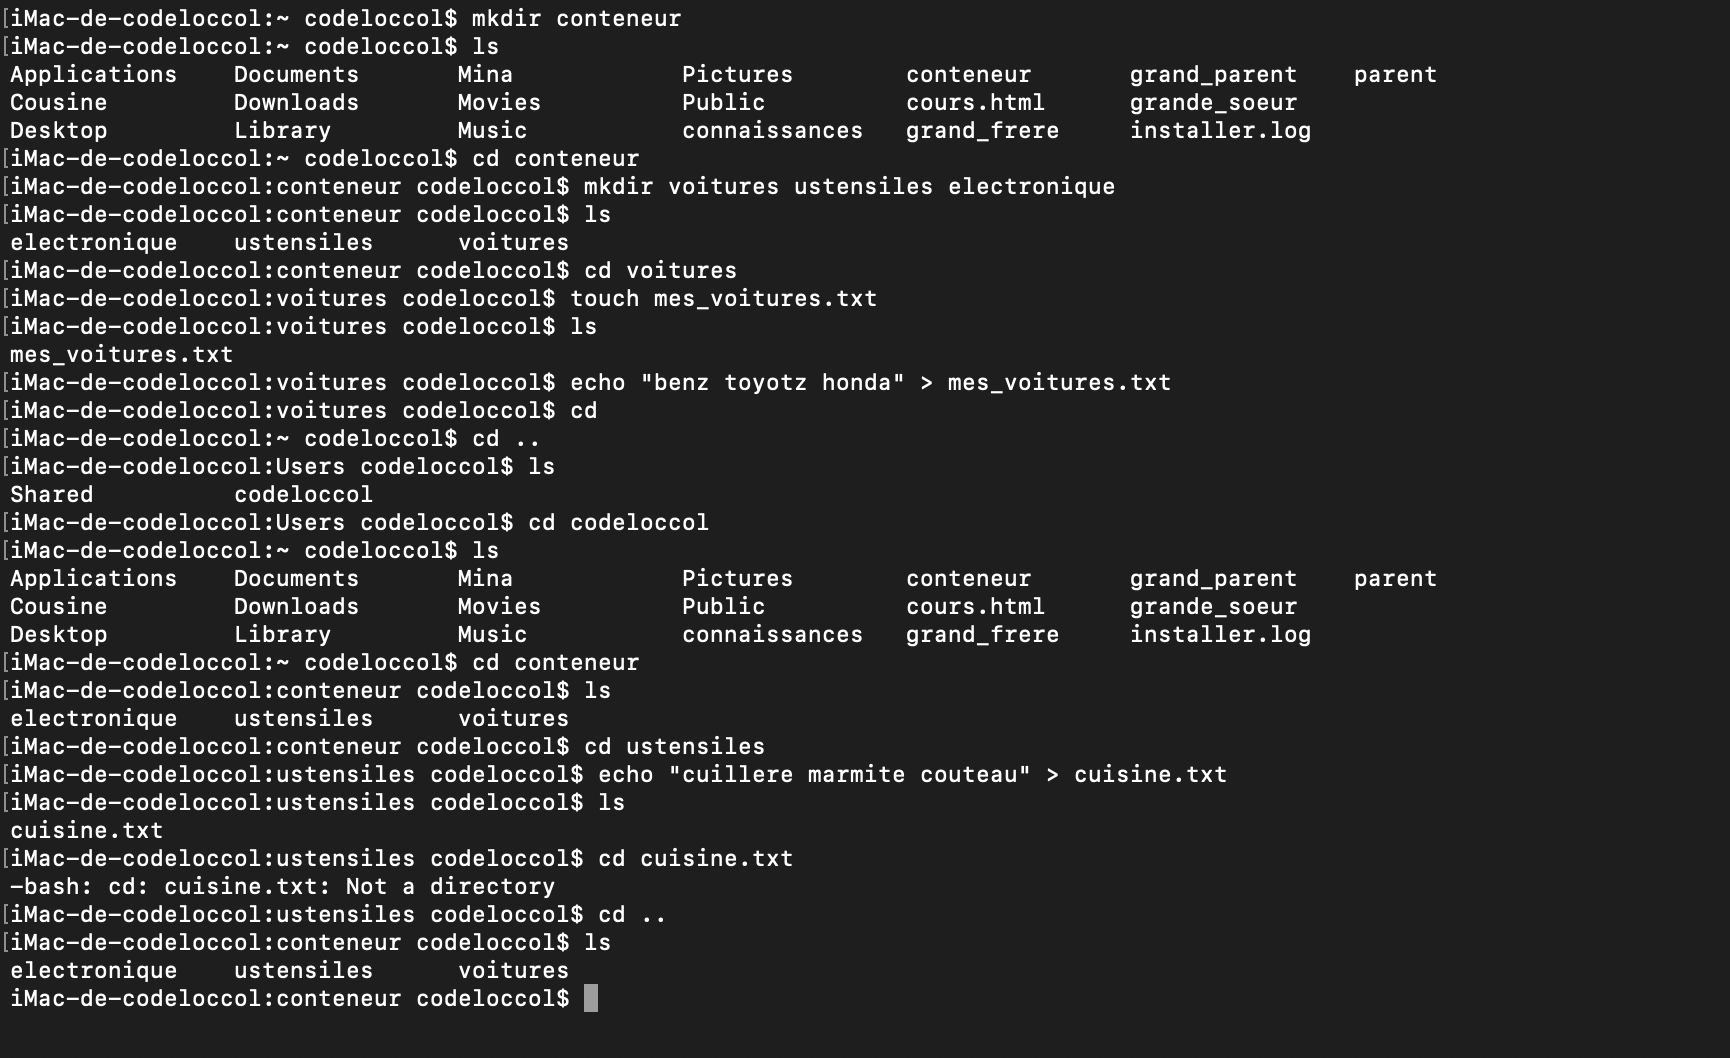 [iMac-de-codeloccol:~ codeloccol$ mkdir conteneur
[iMac-de-codeloccol:~ codeloccol$ ls
Applications    Documents       Mina            Pictures        conteneur       grand_parent    parent
Cousine         Downloads       Movies          Public          cours.html      grande_soeur
Desktop         Library         Music           connaissances   grand_frere     installer.log
[iMac-de-codeloccol:~ codeloccol$ cd conteneur
[iMac-de-codeloccol:conteneur codeloccol$ mkdir voitures ustensiles electronique
[iMac-de-codeloccol:conteneur codeloccol$ ls
electronique    ustensiles      voitures
[iMac-de-codeloccol:conteneur codeloccol$ cd voitures
[iMac-de-codeloccol:voitures codeloccol$ touch mes_voitures.txt
[iMac-de-codeloccol:voitures codeloccol$ ls
mes_voitures.txt
[iMac-de-codeloccol:voitures codeloccol$ echo "benz toyotz honda" > mes_voitures.txt
[iMac-de-codeloccol:voitures codeloccol$ cd
[iMac-de-codeloccol:~ codeloccol$ cd ..
[iMac-de-codeloccol:Users codeloccol$ ls
Shared          codeloccol
[iMac-de-codeloccol:Users codeloccol$ cd codeloccol
[iMac-de-codeloccol:~ codeloccol$ ls
Applications    Documents       Mina            Pictures        conteneur       grand_parent    parent
Cousine         Downloads       Movies          Public          cours.html      grande_soeur
Desktop         Library         Music           connaissances   grand_frere     installer.log
[iMac-de-codeloccol:~ codeloccol$ cd conteneur
[iMac-de-codeloccol:conteneur codeloccol$ ls
electronique    ustensiles      voitures
[iMac-de-codeloccol:conteneur codeloccol$ cd ustensiles
[iMac-de-codeloccol:ustensiles codeloccol$ echo "cuillere marmite couteau" > cuisine.txt
[iMac-de-codeloccol:ustensiles codeloccol$ ls
cuisine.txt
[iMac-de-codeloccol:ustensiles codeloccol$ cd cuisine.txt
-bash: cd: cuisine.txt: Not a directory
[iMac-de-codeloccol:ustensiles codeloccol$ cd ..
[iMac-de-codeloccol:conteneur codeloccol$ ls
electronique    ustensiles      voitures
iMac-de-codeloccol:conteneur codeloccol$